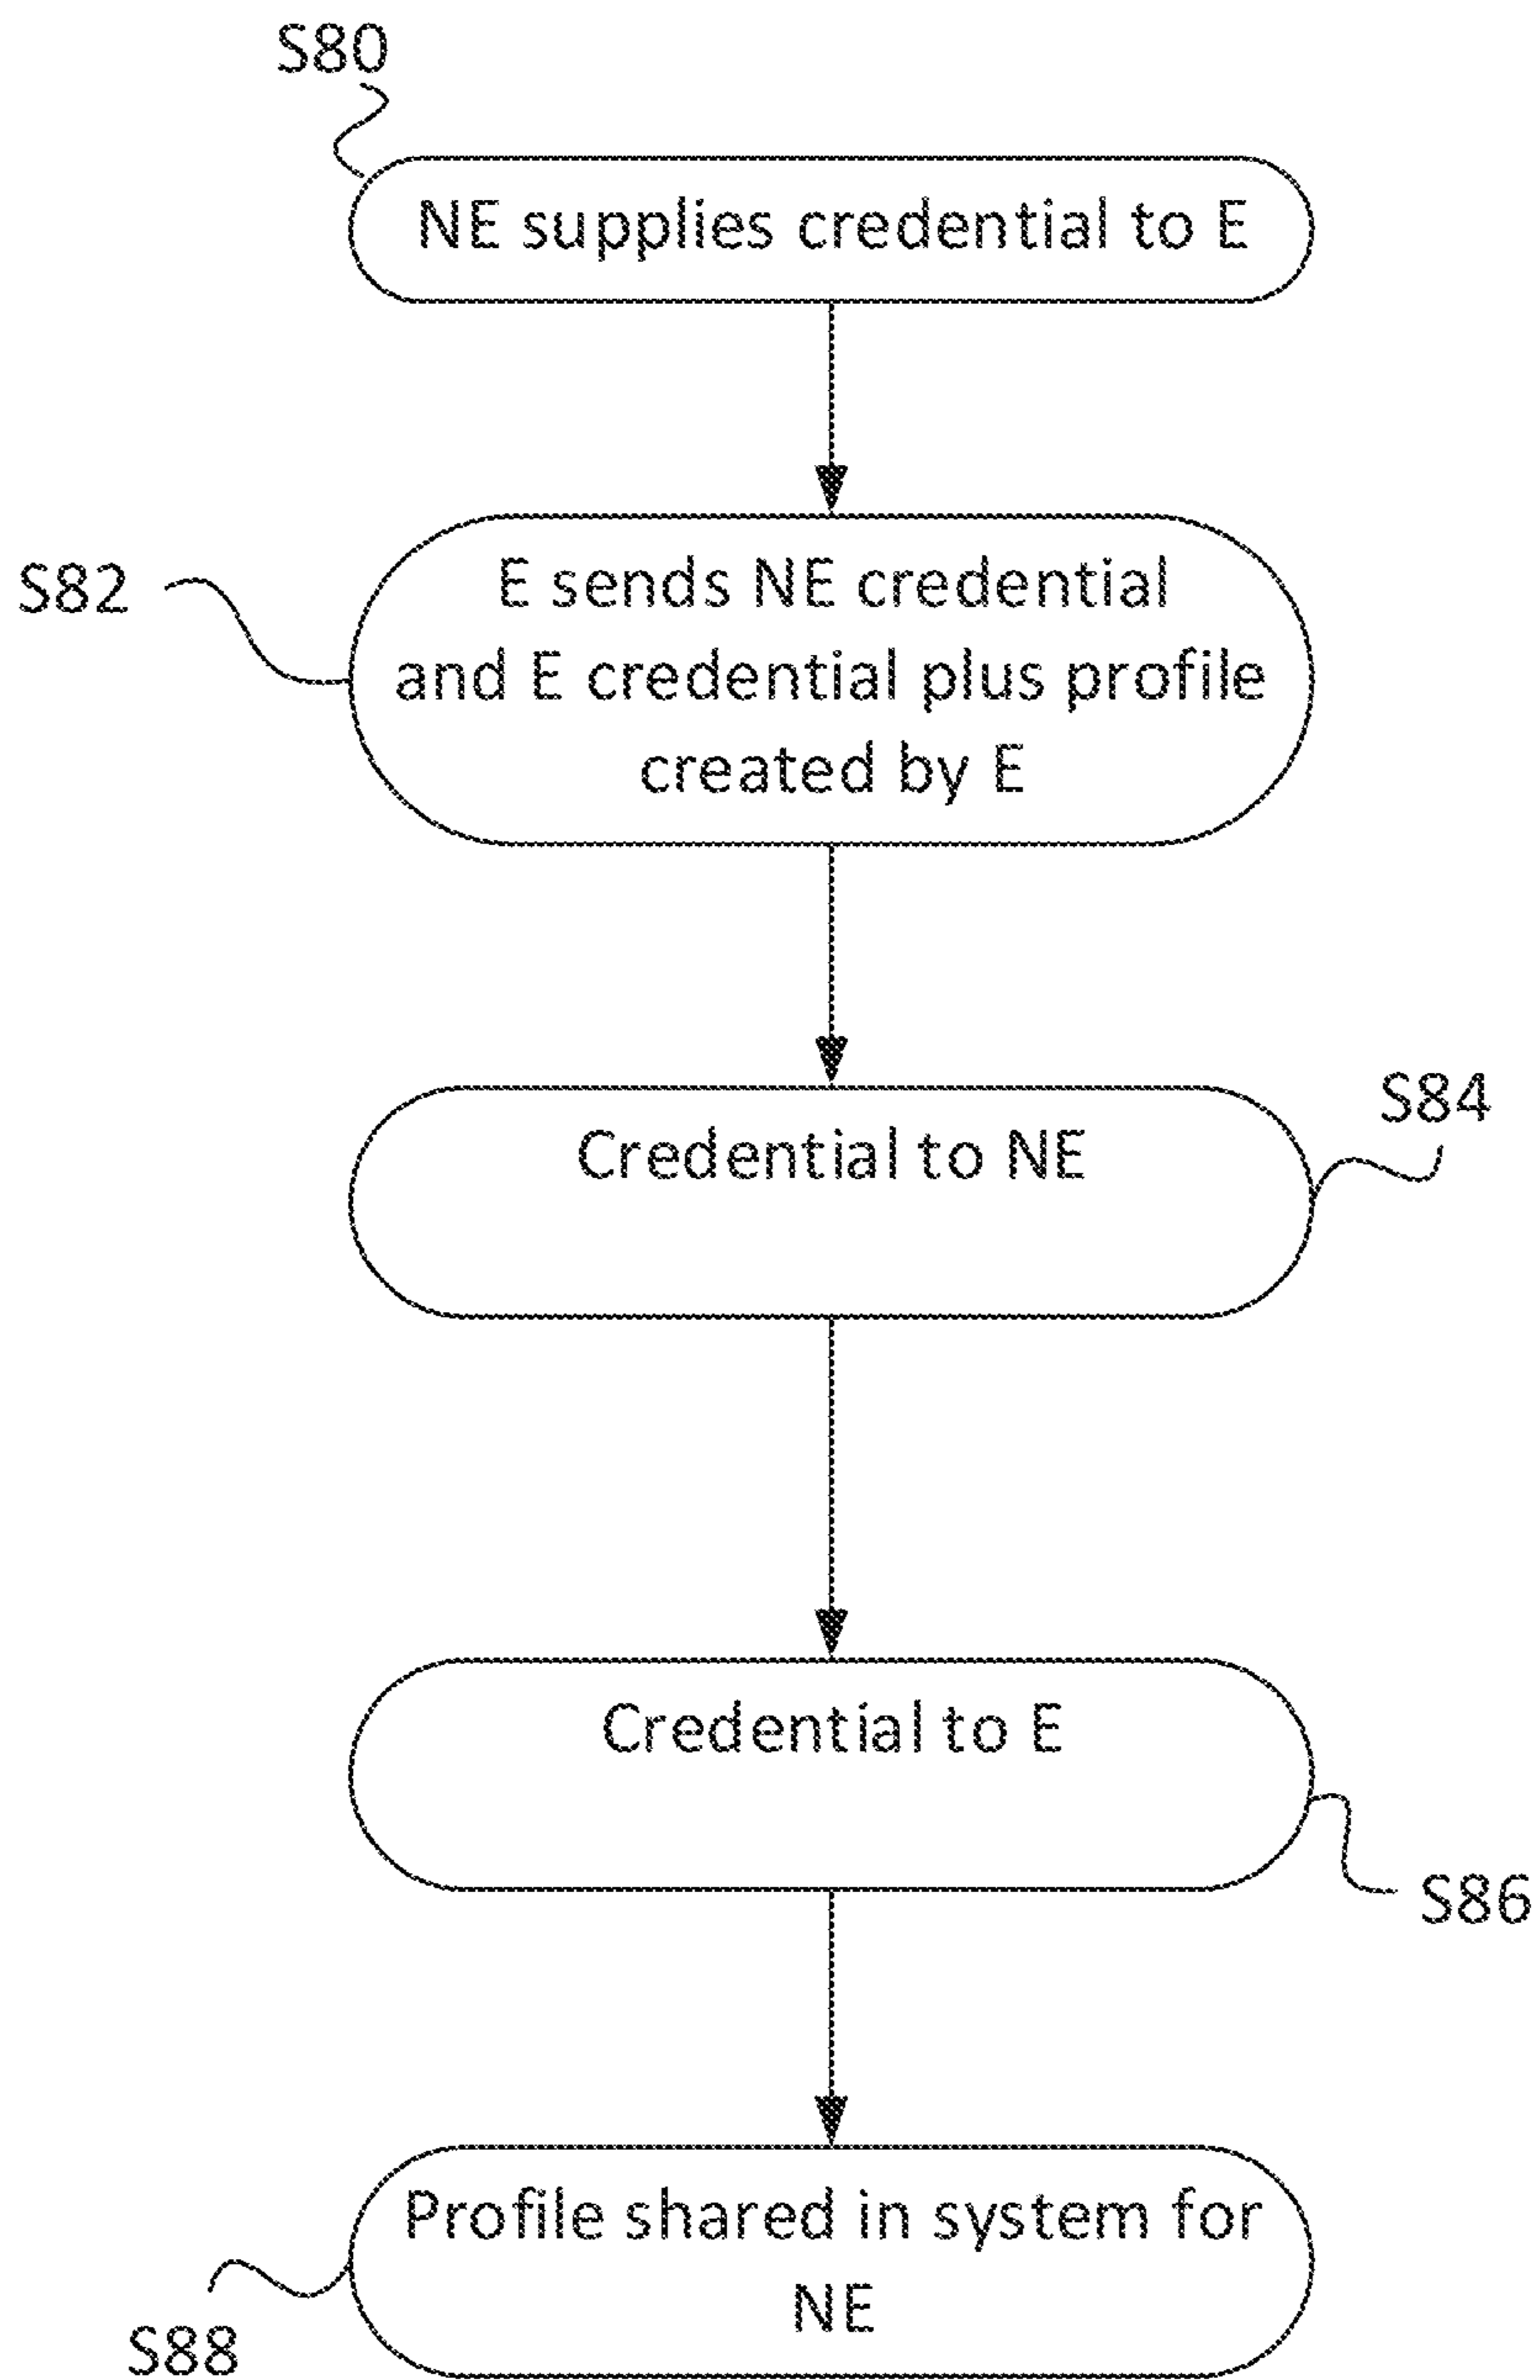 S80
NE supplies credential to E
S82
E sends NE credential
and E credential plus profile
created by E
S84
Credential to NE
Credential to E
S86
Profile shared in system for
NE
S88